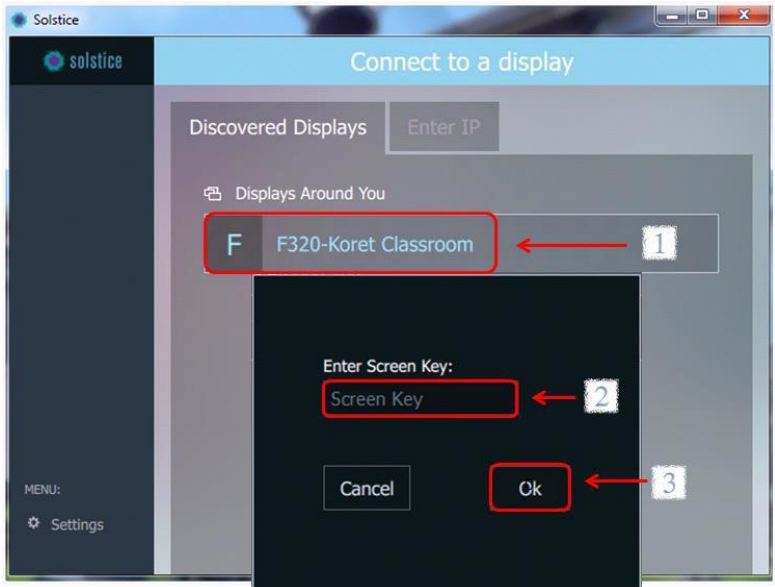 Solstice
solstice
Connect to a display
Discovered Displays
Enter IP
Displays Around You
F F320-Koret Classroom
1
Enter Screen Key:
Screen Key
2
Cancel
Ok
3
MENU:
Settings